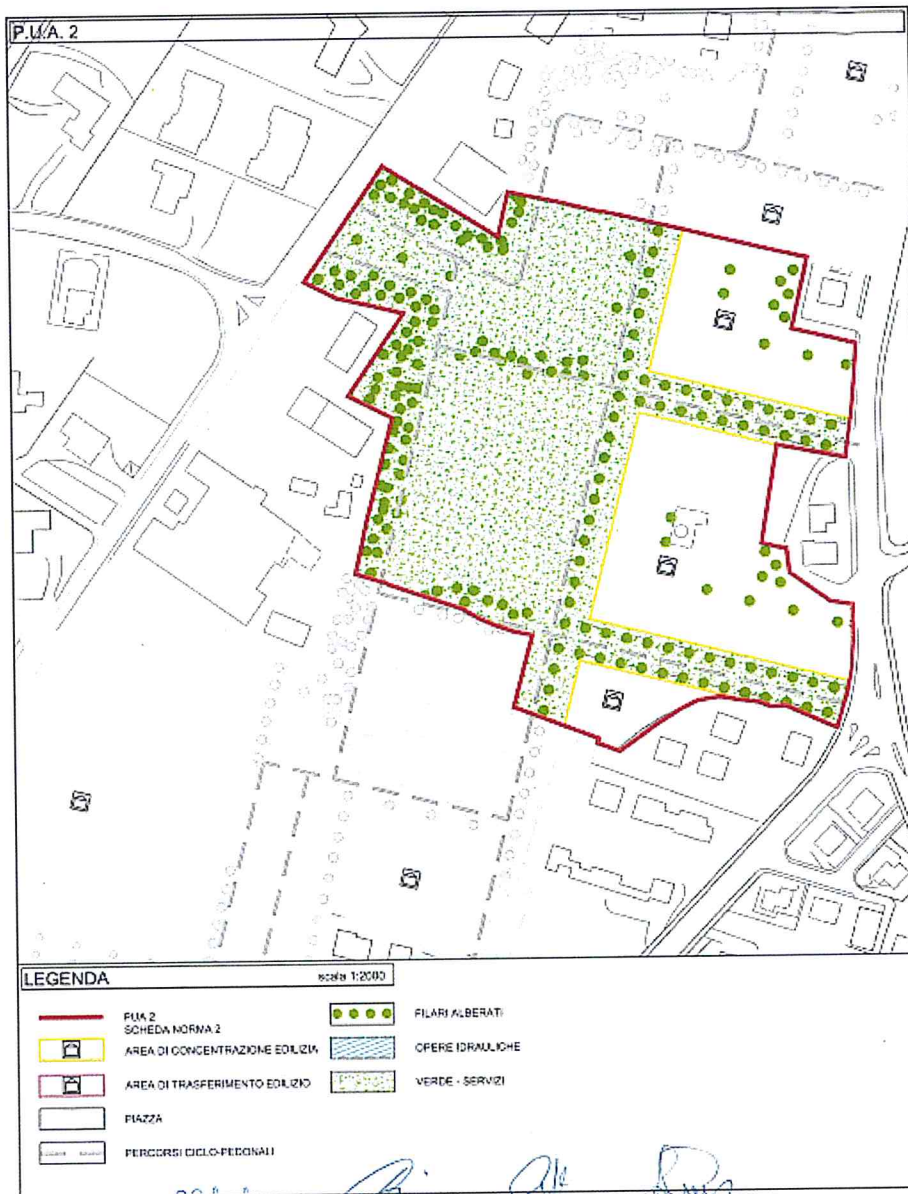 P.U.A. 2
LEGENDA
scala 1:2000
PUA 2
SCHEDA NORMA 2
AREA DI CONCENTRAZIONE EDILIZIA
AREA DI TRASFERIMENTO EDILIZIO
PIAZZA
PERCORSI CICLO-PEDONALI
FILARI ALBERATI
OPERE IDRAULICHE
VERDE - SERVIZI